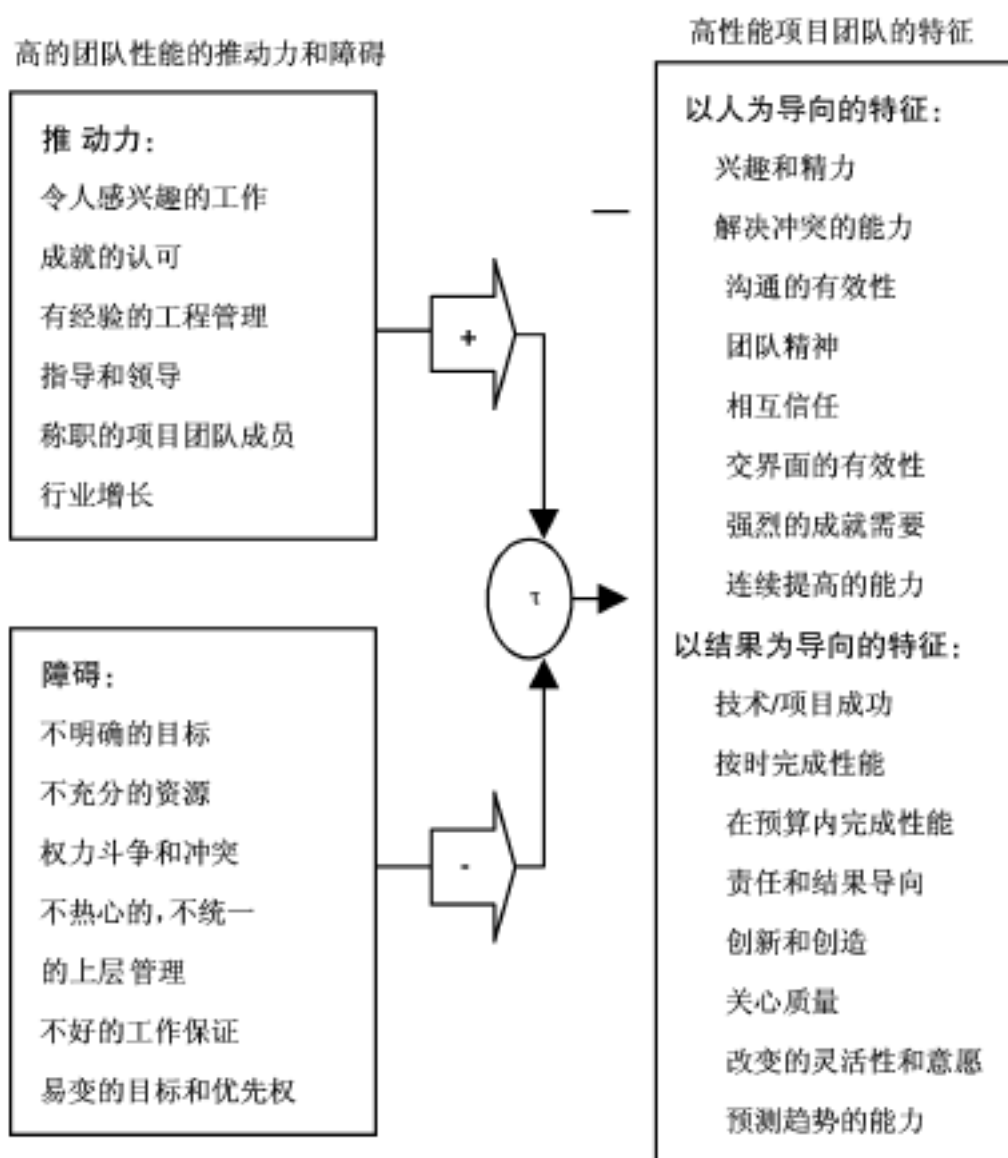 高的团队性能的推动力和障碍
推 动力：
令人感兴趣的工作
成就的认可
有经验的工程管理
指导和领导
称职的项目团队成员
行业增长
+
τ
障碍：
不明确的目标
不充分的资源
权力斗争和冲突
不热心的，不统一
的上层管理
不好的工作保证
易变的目标和优先权
-
高性能项目团队的特征
以人为导向的特征：
兴趣和精力
解决冲突的能力
沟通的有效性
团队精神
相互信任
交界面的有效性
强烈的成就需要
连续提高的能力
以结果为导向的特征：
技术/项目成功
按时完成性能
在预算内完成性能
责任和结果导向
创新和创造
关心质量
改变的灵活性和意愿
预测趋势的能力